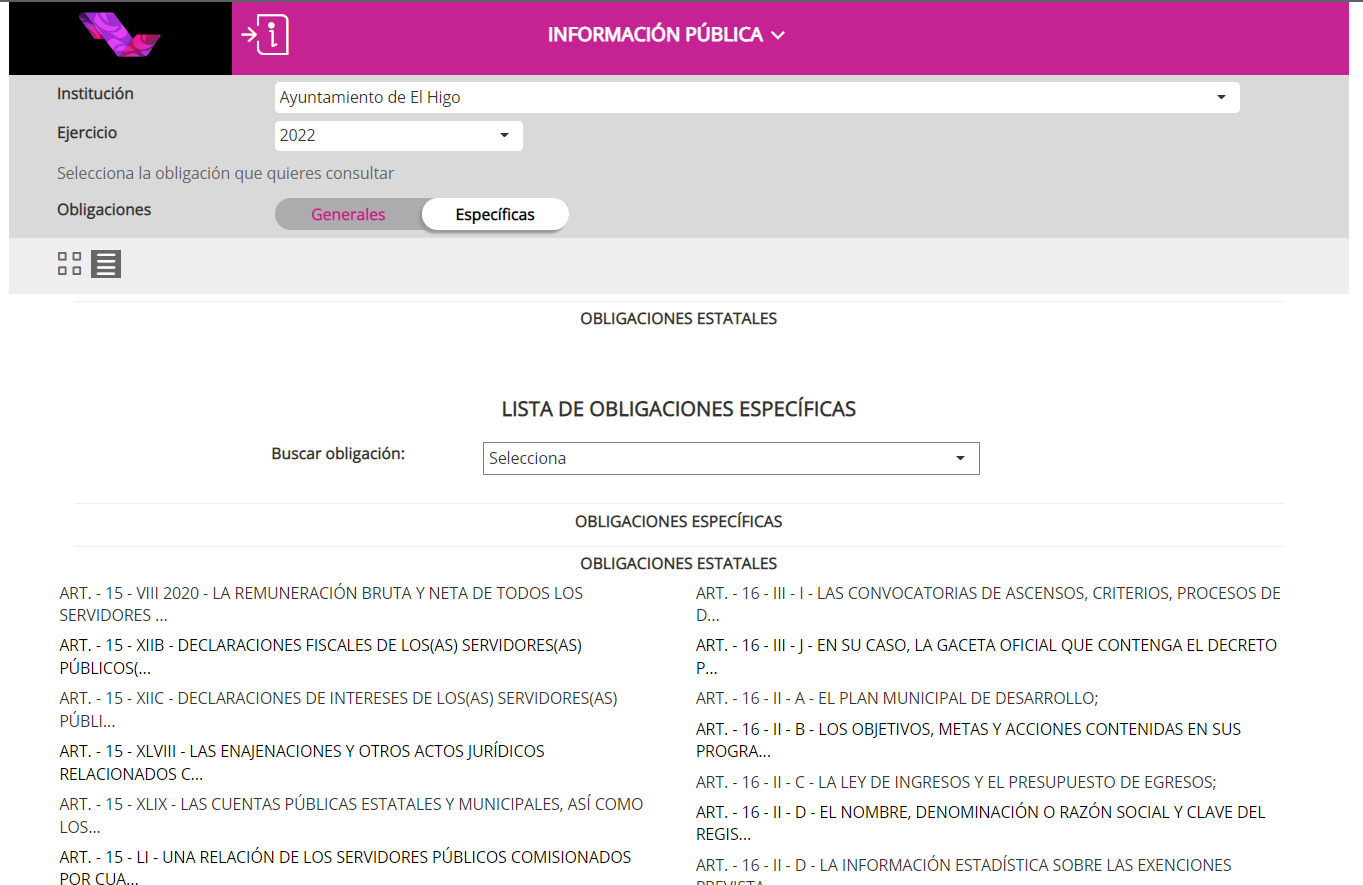 INFORMACIÓN PÚBLICA
Institución
Ayuntamiento de El Higo
Ejercicio
2022
Selecciona la obligación que quieres consultar
Obligaciones
Generales
Específicas
OBLIGACIONES ESTATALES
LISTA DE OBLIGACIONES ESPECÍFICAS
Buscar obligación:
Selecciona
OBLIGACIONES ESPECÍFICAS
OBLIGACIONES ESTATALES
ART. - 15 - VIII 2020 - LA REMUNERACIÓN BRUTA Y NETA DE TODOS LOS
SERVIDORES ...
ART. - 15 - XIIB - DECLARACIONES FISCALES DE LOS(AS) SERVIDORES(AS)
PÚBLICOS(...
ART. - 15 - XIIC - DECLARACIONES DE INTERESES DE LOS(AS) SERVIDORES(AS)
PÚBLI...
ART. - 15 - XLVIII - LAS ENAJENACIONES Y OTROS ACTOS JURÍDICOS
RELACIONADOS C...
ART. - 15 - XLIX - LAS CUENTAS PÚBLICAS ESTATALES Y MUNICIPALES, ASÍ COMO
LOS...
ART. - 15 - LI - UNA RELACIÓN DE LOS SERVIDORES PÚBLICOS COMISIONADOS
POR CUA...
ART. - 16 - III - I - LAS CONVOCATORIAS DE ASCENSOS, CRITERIOS, PROCESOS DE
D...
ART. - 16 - III - J - EN SU CASO, LA GACETA OFICIAL QUE CONTENGA EL DECRETO
P...
ART. - 16 - II - A - EL PLAN MUNICIPAL DE DESARROLLO;
ART. - 16 - II - B - LOS OBJETIVOS, METAS Y ACCIONES CONTENIDAS EN SUS
PROGRA...
ART. - 16 - II - C - LA LEY DE INGRESOS Y EL PRESUPUESTO DE EGRESOS;
ART. - 16 - II - D - EL NOMBRE, DENOMINACIÓN O RAZÓN SOCIAL Y CLAVE DEL
REGIS...
ART. - 16 - II - D - LA INFORMACIÓN ESTADÍSTICA SOBRE LAS EXENCIONES
PREVISTA...